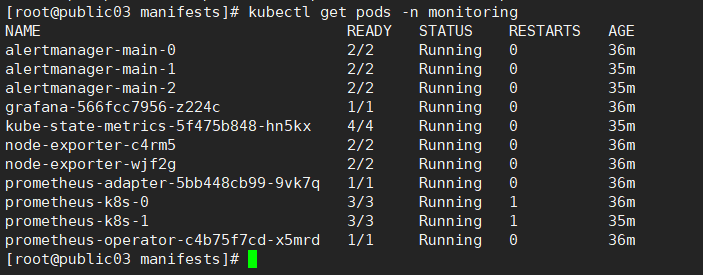 [root@public03 manifests]# kubectl get pods -n monitoring
NAME READY STATUS RESTARTS AGE
alertmanager-main-0 2/2 Running 0 36m
alertmanager-main-1 2/2 Running 0 35m
alertmanager-main-2 2/2 Running 0 35m
grafana-566fcc7956-z224c 1/1 Running 0 36m
kube-state-metrics-5f475b848-hn5kx 4/4 Running 0 35m
node-exporter-c4rm5 2/2 Running 0 36m
node-exporter-wjf2g 2/2 Running 0 36m
prometheus-adapter-5bb448cb99-9vk7q 1/1 Running 0 36m
prometheus-k8s-0 3/3 Running 1 36m
prometheus-k8s-1 3/3 Running 1 35m
prometheus-operator-c4b75f7cd-x5mrd 1/1 Running 0 36m
[root@public03 manifests]#